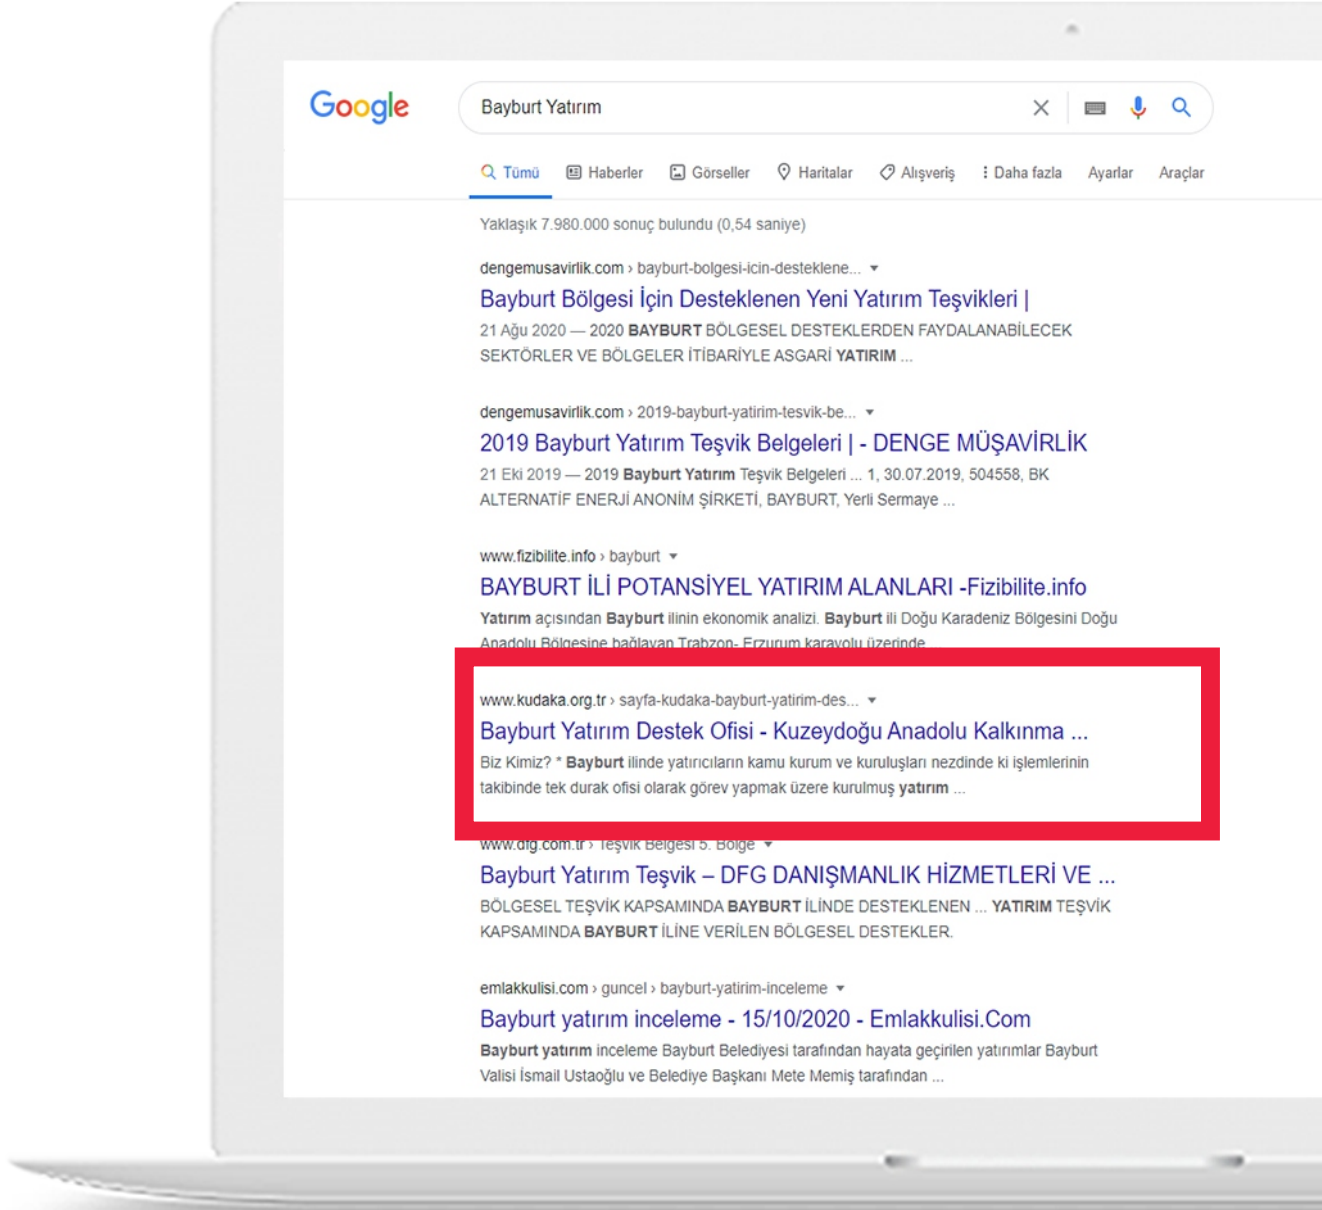 Google
Bayburt Yatırım
Tümü Haberler Görseller Haritalar Alışveriş Daha fazla Ayarlar Araçlar
Yaklaşık 7.980.000 sonuç bulundu (0,54 saniye)
dengemusavirlik.com › bayburt-bolgesi-icin-desteklene...
Bayburt Bölgesi İçin Desteklenen Yeni Yatırım Teşvikleri |
21 Ağu 2020 — 2020 BAYBURT BÖLGESEL DESTEKLERDEN FAYDALANABİLECEK
SEKTÖRLER VE BÖLGELER İTİBARİYLE ASGARİ YATIRIM ...
dengemusavirlik.com › 2019-bayburt-yatirim-tesvik-be...
2019 Bayburt Yatırım Teşvik Belgeleri | - DENGE MÜŞAVİRLİK
21 Eki 2019 — 2019 Bayburt Yatırım Teşvik Belgeleri ... 1, 30.07.2019, 504558, BK
ALTERNATİF ENERJİ ANONİM ŞİRKETİ, BAYBURT, Yerli Sermaye ...
www.fizibilite.info › bayburt
BAYBURT İLİ POTANSİYEL YATIRIM ALANLARI -Fizibilite.info
Yatırım açısından Bayburt ilinin ekonomik analizi. Bayburt ili Doğu Karadeniz Bölgesini Doğu
Anadolu Bölgesine bağlayan Trabzon- Erzurum karayolu üzerinde
www.kudaka.org.tr › sayfa-kudaka-bayburt-yatirim-des...
Bayburt Yatırım Destek Ofisi - Kuzeydoğu Anadolu Kalkınma ...
Biz Kimiz? * Bayburt ilinde yatırıcıların kamu kurum ve kuruluşları nezdinde ki işlemlerinin
takibinde tek durak ofisi olarak görev yapmak üzere kurulmuş yatırım ...
www.dfg.com.tr › Teşvik Belgesi 5. Bölge
Bayburt Yatırım Teşvik – DFG DANIŞMANLIK HİZMETLERİ VE ...
BÖLGESEL TEŞVİK KAPSAMINDA BAYBURT İLİNDE DESTEKLENEN ... YATIRIM TEŞVİK
KAPSAMINDA BAYBURT İLİNE VERİLEN BÖLGESEL DESTEKLER.
emlakkulisi.com › guncel › bayburt-yatirim-inceleme
Bayburt yatırım inceleme - 15/10/2020 - Emlakkulisi.Com
Bayburt yatırım inceleme Bayburt Belediyesi tarafından hayata geçirilen yatırımlar Bayburt
Valisi İsmail Ustaoğlu ve Belediye Başkanı Mete Memiş tarafından ...